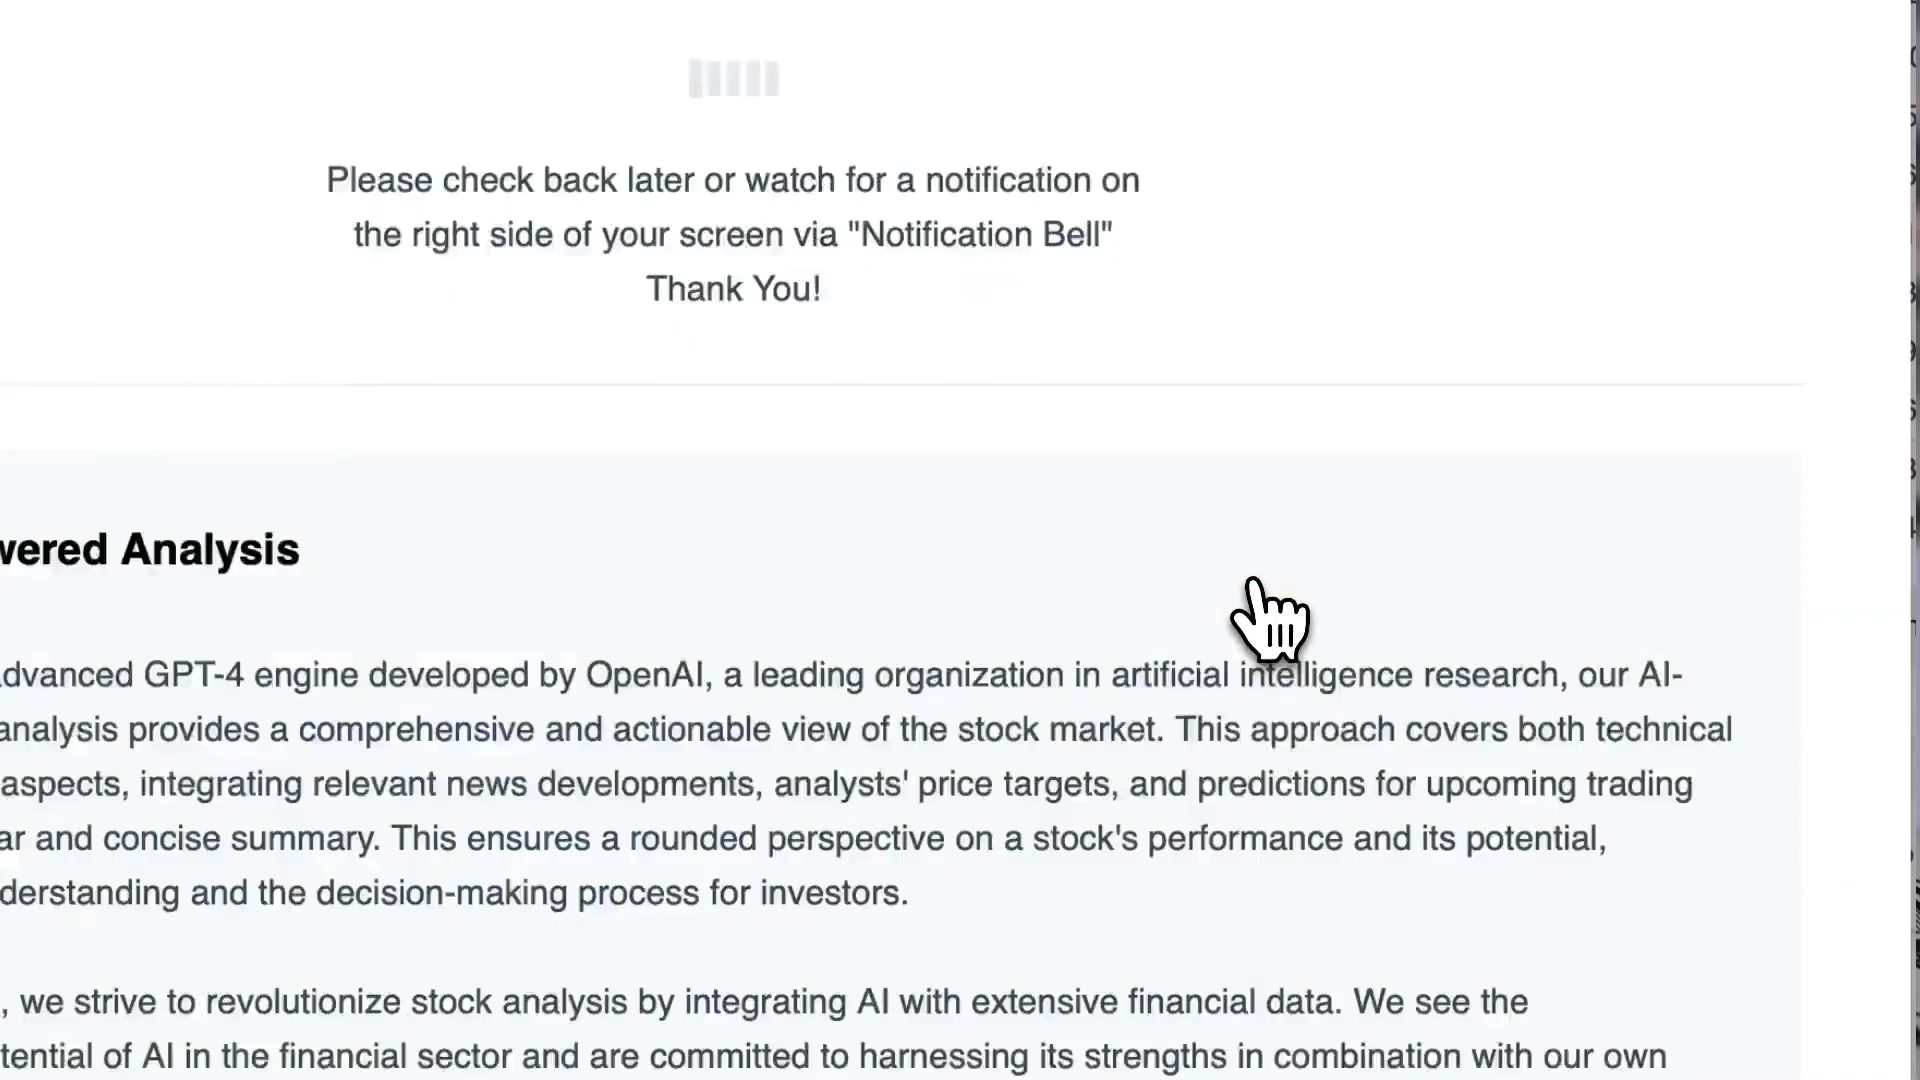 Please check back later or watch for a notification on
the right side of your screen via "Notification Bell"
Thank You!
wered Analysis
dvanced GPT-4 engine developed by OpenAI, a leading organization in artificial intelligence research, our AI-
analysis provides a comprehensive and actionable view of the stock market. This approach covers both technical
aspects, integrating relevant news developments, analysts' price targets, and predictions for upcoming trading
ar and concise summary. This ensures a rounded perspective on a stock's performance and its potential,
derstanding and the decision-making process for investors.
, we strive to revolutionize stock analysis by integrating AI with extensive financial data. We see the
tential of AI in the financial sector and are committed to harnessing its strengths in combination with our own